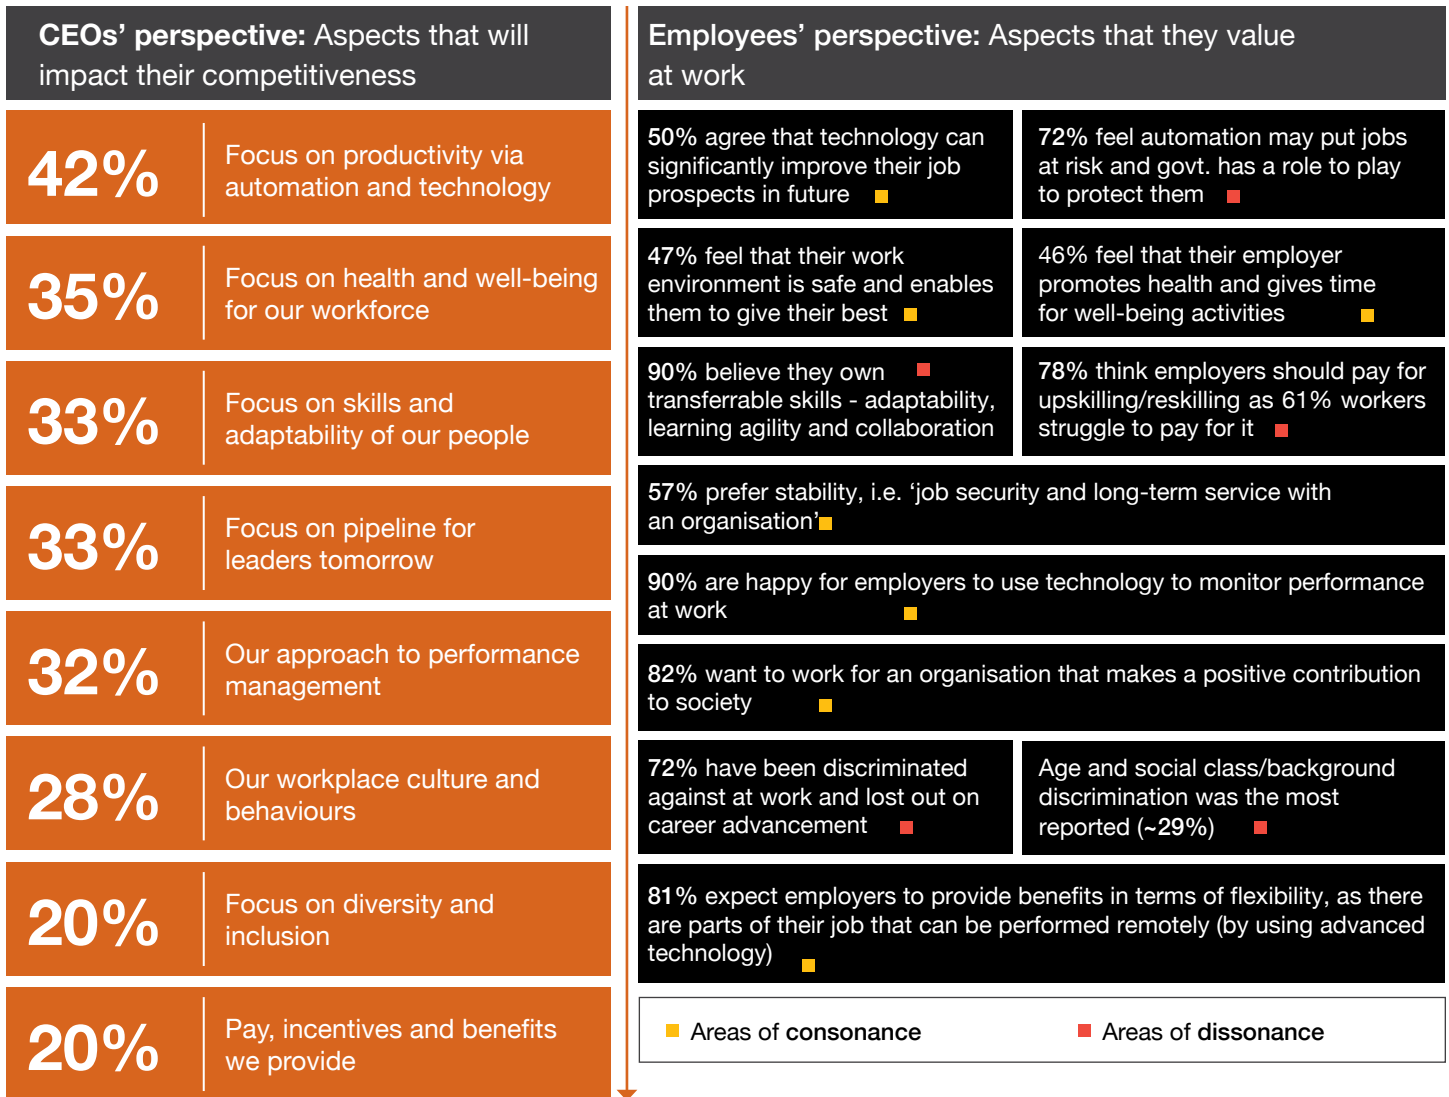 CEOs’ perspective: Aspects that will
impact their competitiveness
42%
Focus on productivity via
automation and technology
35%
Focus on health and well-being
for our workforce
33%
Focus on skills and
adaptability of our people
33%
Focus on pipeline for
leaders tomorrow
32%
Our approach to performance
management
28%
Our workplace culture and
behaviours
20%
Focus on diversity and
inclusion
20%
Pay, incentives and benefits
we provide
Employees’ perspective: Aspects that they value
at work
50% agree that technology can
significantly improve their job
prospects in future
72% feel automation may put jobs
at risk and govt. has a role to play
to protect them
47% feel that their work
environment is safe and enables
them to give their best
46% feel that their employer
promotes health and gives time
for well-being activities
90% believe they own
transferrable skills - adaptability,
learning agility and collaboration
78% think employers should pay for
upskilling/reskilling as 61% workers
struggle to pay for it
57% prefer stability, i.e. ‘job security and long-term service with
an organisation’
90% are happy for employers to use technology to monitor performance
at work
82% want to work for an organisation that makes a positive contribution
to society
72% have been discriminated
against at work and lost out on
career advancement
Age and social class/background
discrimination was the most
reported (~29%)
81% expect employers to provide benefits in terms of flexibility, as there
are parts of their job that can be performed remotely (by using advanced
technology)
Areas of consonance
Areas of dissonance